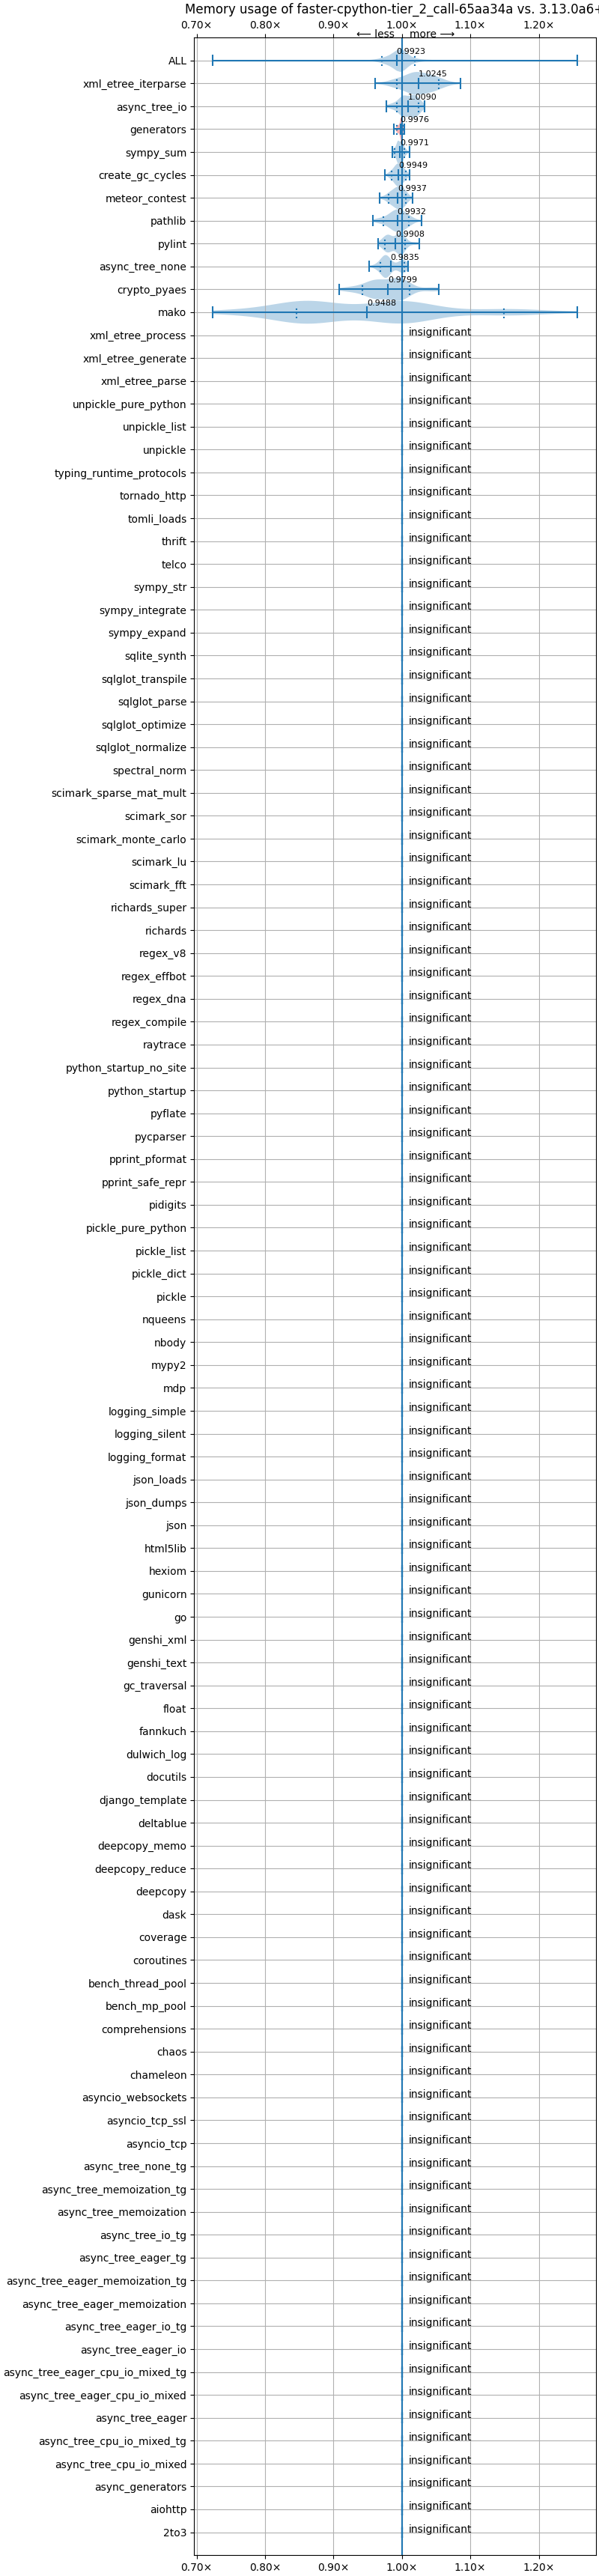 Memory usage of faster-cpython-tier_2_call-65aa34a vs. 3.13.0a6+
0.70× 0.80× 0.90× 1.00× 1.10× 1.20×
⟵ less more ⟶
ALL 0.9923
xml_etree_iterparse 1.0245
async_tree_io 1.0090
generators 0.9976
sympy_sum 0.9971
create_gc_cycles 0.9949
meteor_contest 0.9937
pathlib 0.9932
pylint 0.9908
async_tree_none 0.9835
crypto_pyaes 0.9799
mako 0.9488
xml_etree_process insignificant
xml_etree_generate insignificant
xml_etree_parse insignificant
unpickle_pure_python insignificant
unpickle_list insignificant
unpickle insignificant
typing_runtime_protocols insignificant
tornado_http insignificant
tomli_loads insignificant
thrift insignificant
telco insignificant
sympy_str insignificant
sympy_integrate insignificant
sympy_expand insignificant
sqlite_synth insignificant
sqlglot_transpile insignificant
sqlglot_parse insignificant
sqlglot_optimize insignificant
sqlglot_normalize insignificant
spectral_norm insignificant
scimark_sparse_mat_mult insignificant
scimark_sor insignificant
scimark_monte_carlo insignificant
scimark_lu insignificant
scimark_fft insignificant
richards_super insignificant
richards insignificant
regex_v8 insignificant
regex_effbot insignificant
regex_dna insignificant
regex_compile insignificant
raytrace insignificant
python_startup_no_site insignificant
python_startup insignificant
pyflate insignificant
pycparser insignificant
pprint_pformat insignificant
pprint_safe_repr insignificant
pidigits insignificant
pickle_pure_python insignificant
pickle_list insignificant
pickle_dict insignificant
pickle insignificant
nqueens insignificant
nbody insignificant
mypy2 insignificant
mdp insignificant
logging_simple insignificant
logging_silent insignificant
logging_format insignificant
json_loads insignificant
json_dumps insignificant
json insignificant
html5lib insignificant
hexiom insignificant
gunicorn insignificant
go insignificant
genshi_xml insignificant
genshi_text insignificant
gc_traversal insignificant
float insignificant
fannkuch insignificant
dulwich_log insignificant
docutils insignificant
django_template insignificant
deltablue insignificant
deepcopy_memo insignificant
deepcopy_reduce insignificant
deepcopy insignificant
dask insignificant
coverage insignificant
coroutines insignificant
bench_thread_pool insignificant
bench_mp_pool insignificant
comprehensions insignificant
chaos insignificant
chameleon insignificant
asyncio_websockets insignificant
asyncio_tcp_ssl insignificant
asyncio_tcp insignificant
async_tree_none_tg insignificant
async_tree_memoization_tg insignificant
async_tree_memoization insignificant
async_tree_io_tg insignificant
async_tree_eager_tg insignificant
async_tree_eager_memoization_tg insignificant
async_tree_eager_memoization insignificant
async_tree_eager_io_tg insignificant
async_tree_eager_io insignificant
async_tree_eager_cpu_io_mixed_tg insignificant
async_tree_eager_cpu_io_mixed insignificant
async_tree_eager insignificant
async_tree_cpu_io_mixed_tg insignificant
async_tree_cpu_io_mixed insignificant
async_generators insignificant
aiohttp insignificant
2to3 insignificant
0.70× 0.80× 0.90× 1.00× 1.10× 1.20×